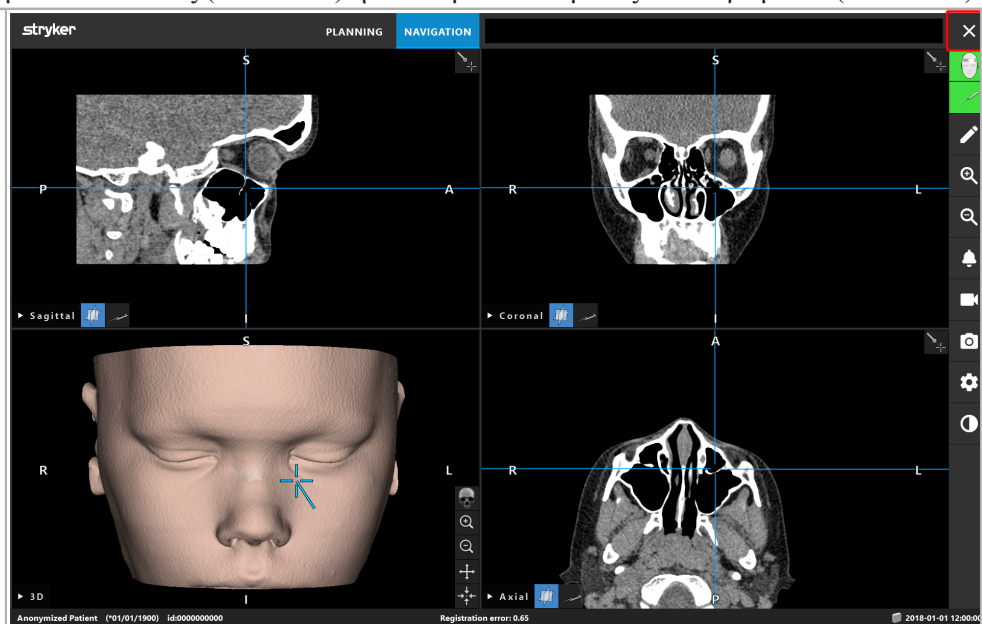 stryker PLANNING NAVIGATION
S S
P A R L
Sagittal I Coronal I
S A
R L R L
3D I Axial P
Anonymized Patient (*01/01/1900) id:0000000000 Registration error: 0.65 2018-01-01 12:00:00